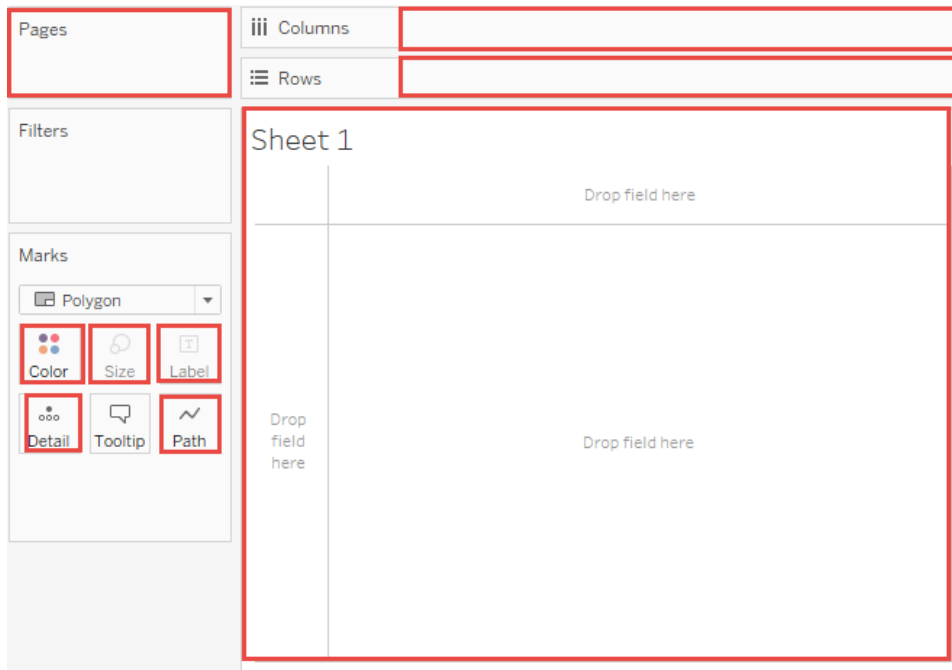 Pages
Columns
Rows
Filters
Sheet 1
Drop field here
Marks
Polygon
Color Size T Label
Detail Tooltip Path
Drop
field
here
Drop field here